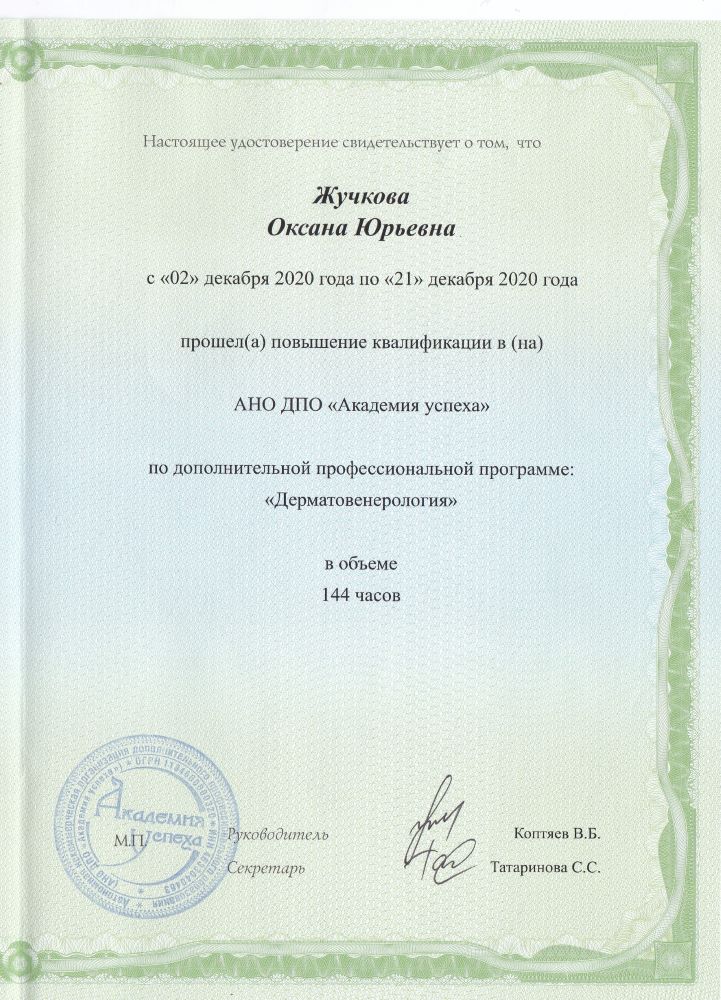 Настоящее удостоверение свидетельствует о том, что
Жучкова
Оксана Юрьевна
с «02» декабря 2020 года по «21» декабря 2020 года
прошел(а) повышение квалификации в (на)
АНО ДПО «Академия успеха»
по дополнительной профессиональной программе:
«Дерматовенерология»
в объеме
144 часов
Академия
Успеха
М.П.
Руководитель
Коптяев В.Б.
Секретарь
Татаринова С.С.